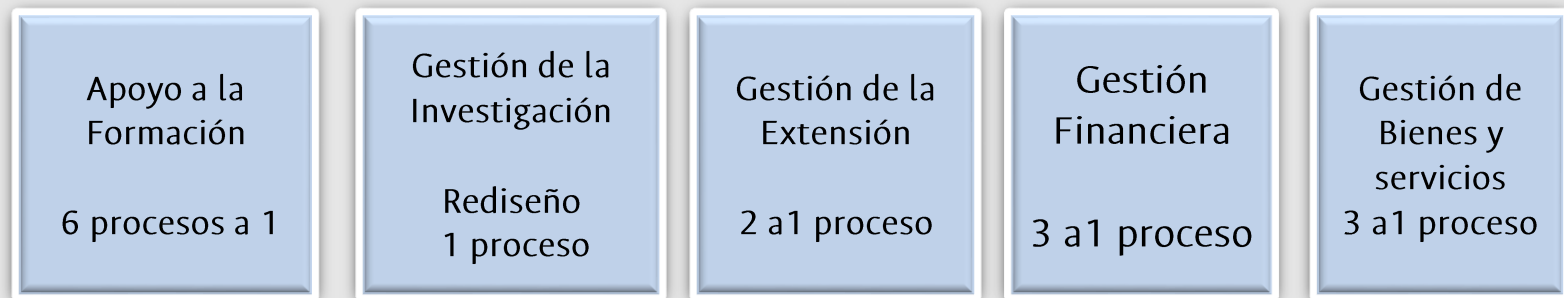 Apoyo a la
Formación
6 procesos a 1
Gestión de la
Investigación
Rediseño
1 proceso
Gestión de la
Extensión
2 a1 proceso
Gestión
Financiera
3 a1 proceso
Gestión de
Bienes y
servicios
3 a1 proceso